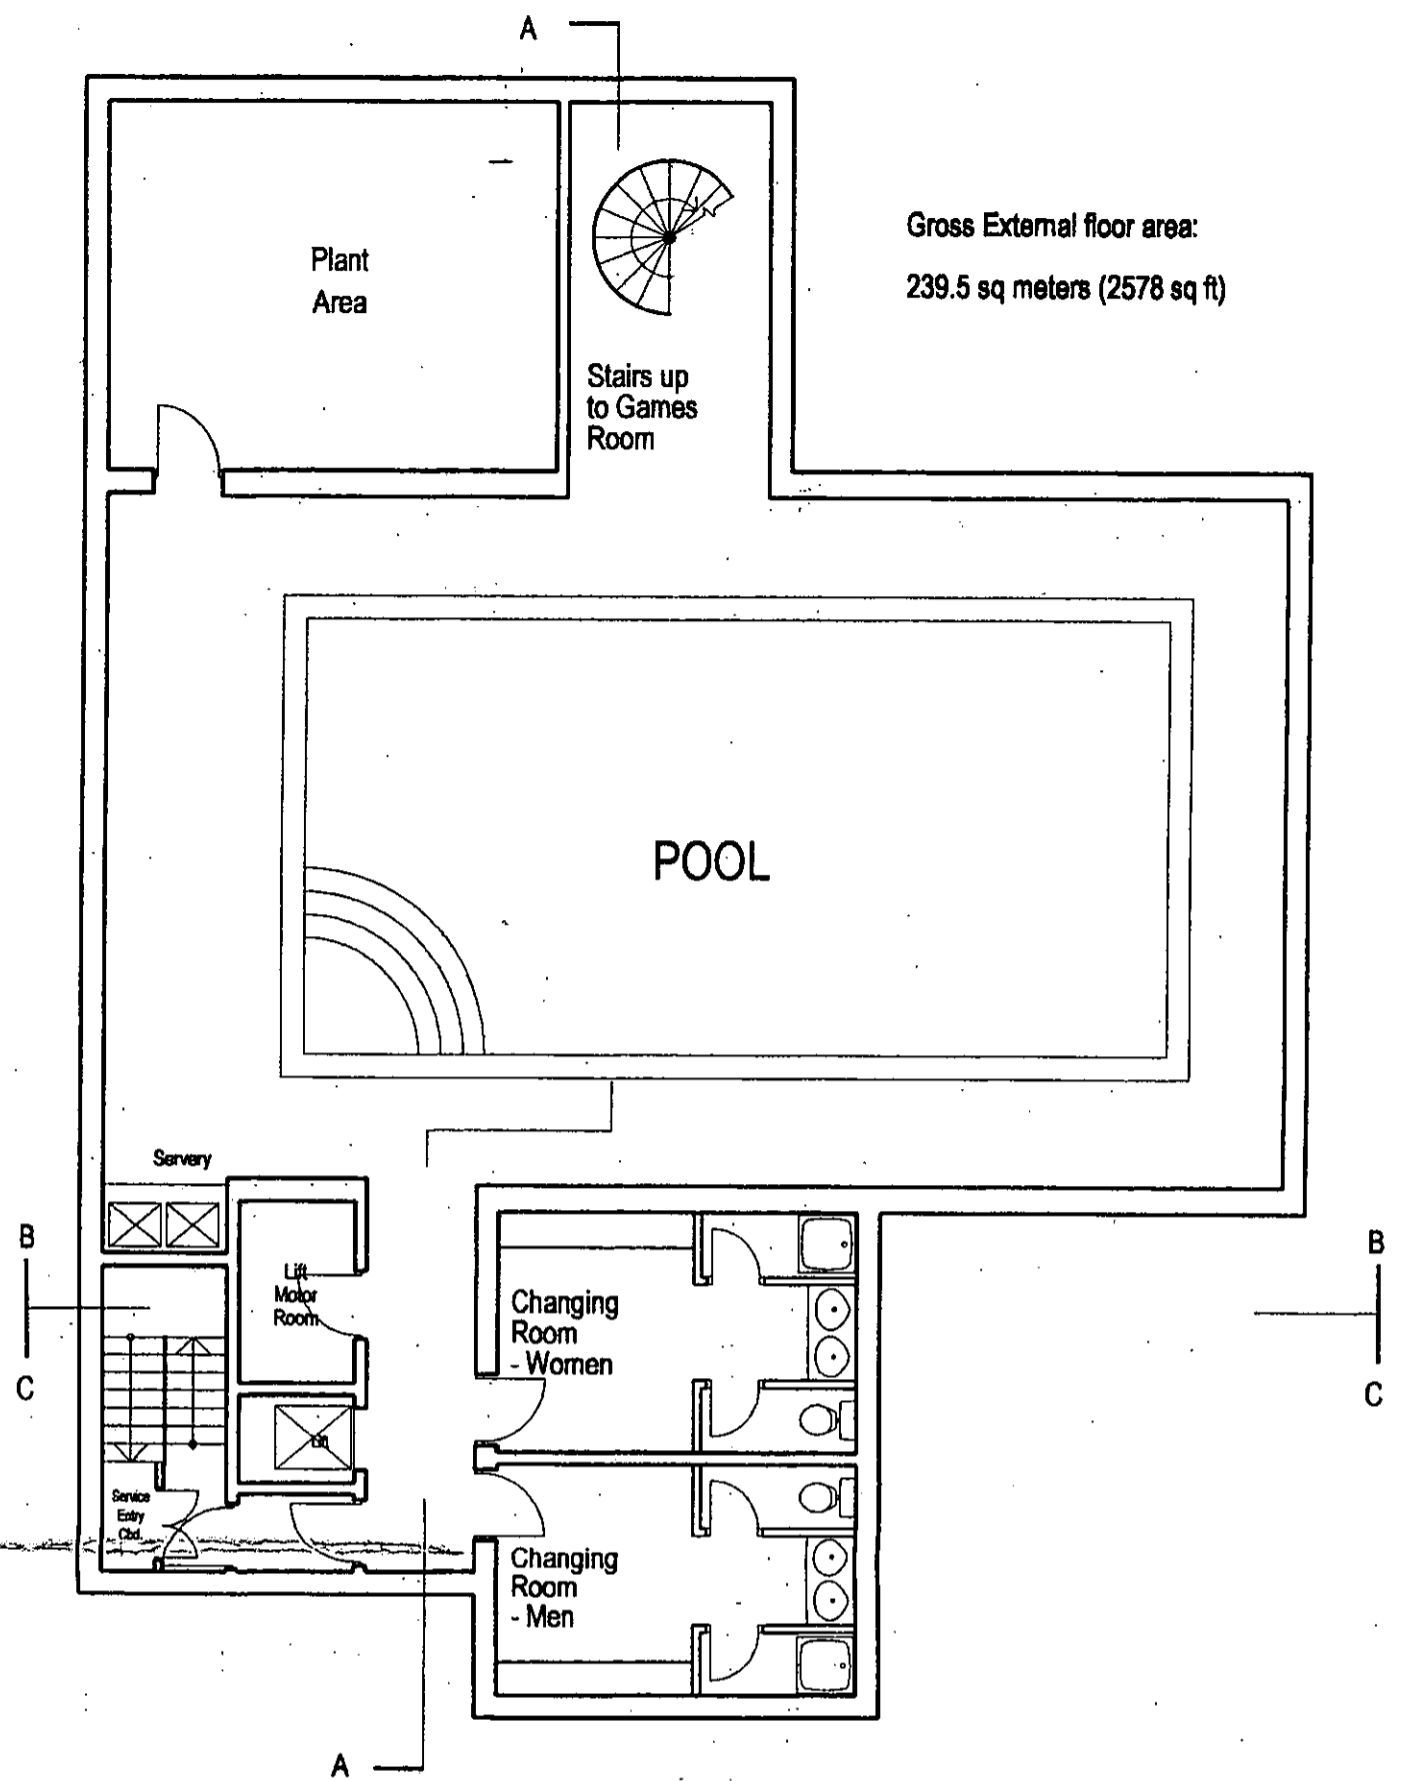 A
Gross External floor area:
239.5 sq meters (2578 sq ft)
Plant
Area
Stairs up
to Games
Room
POOL
Servery
B
C
Lift
Motor
Room
Lift
Service
Entry
Cbd.
Changing
Room
- Women
Changing
Room
- Men
B
C
A